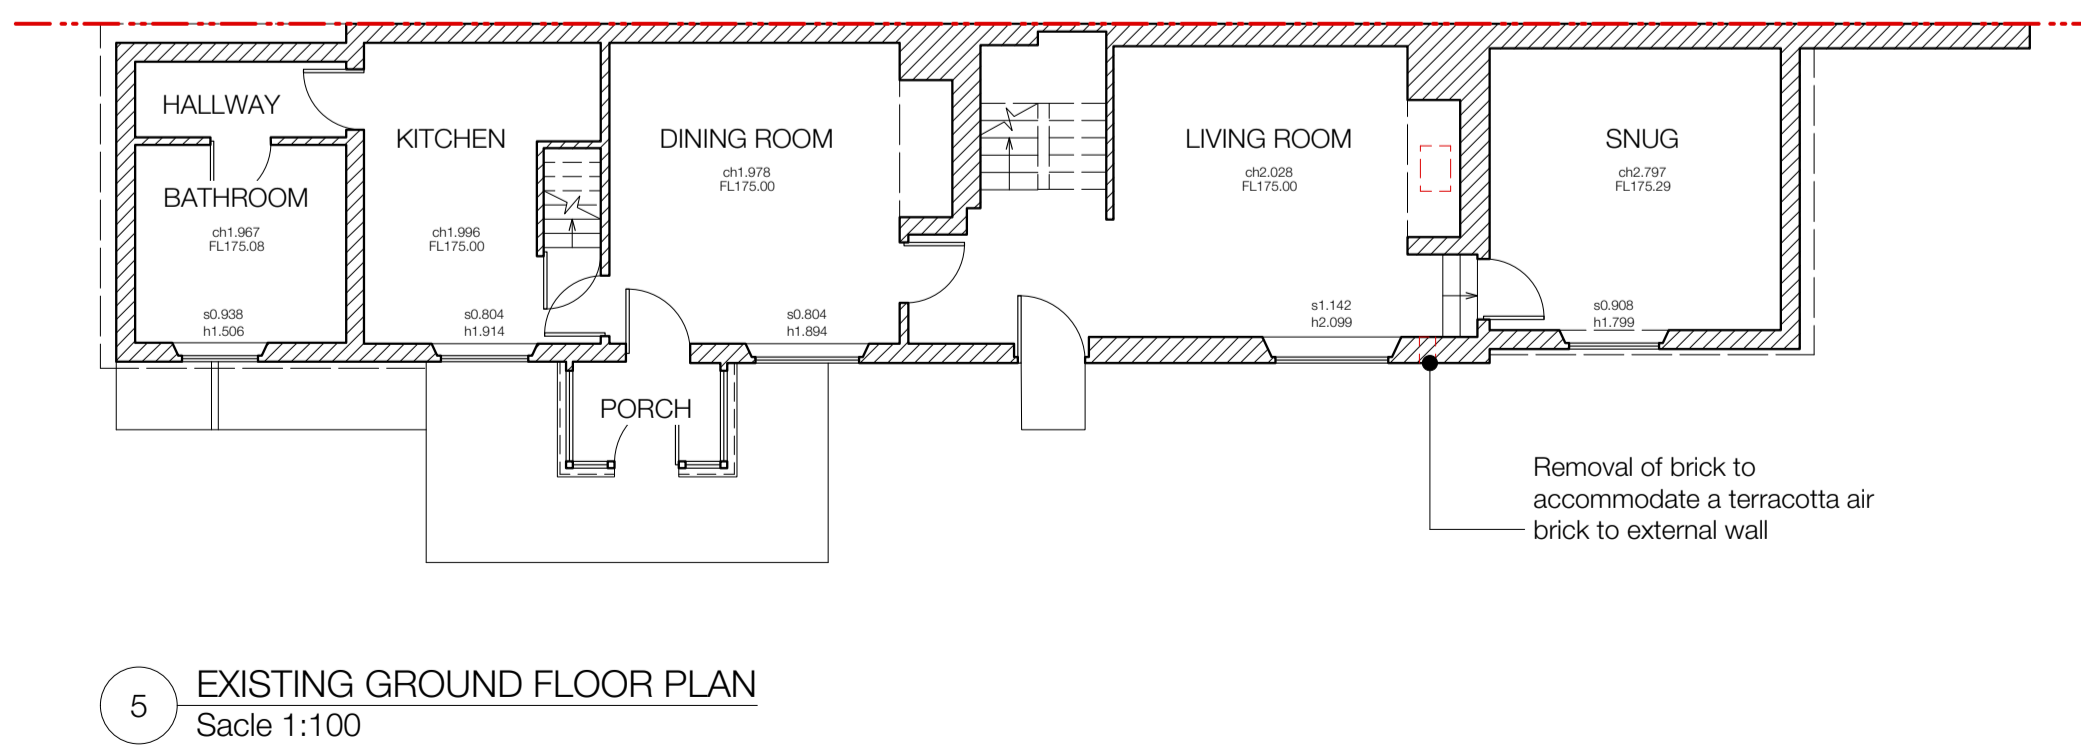 HALLWAY
BATHROOM
ch1.967
FL175.08
s0.938
h1.506
KITCHEN
ch1.996
FL175.00
s0.804
h1.914
DINING ROOM
ch1.978
FL175.00
s0.804
h1.894
PORCH
LIVING ROOM
ch2.028
FL175.00
s1.142
h2.099
SNUG
ch2.797
FL175.29
s0.908
h1.799
Removal of brick to
accommodate a terracotta air
brick to external wall
5
EXISTING GROUND FLOOR PLAN
Sacle 1:100